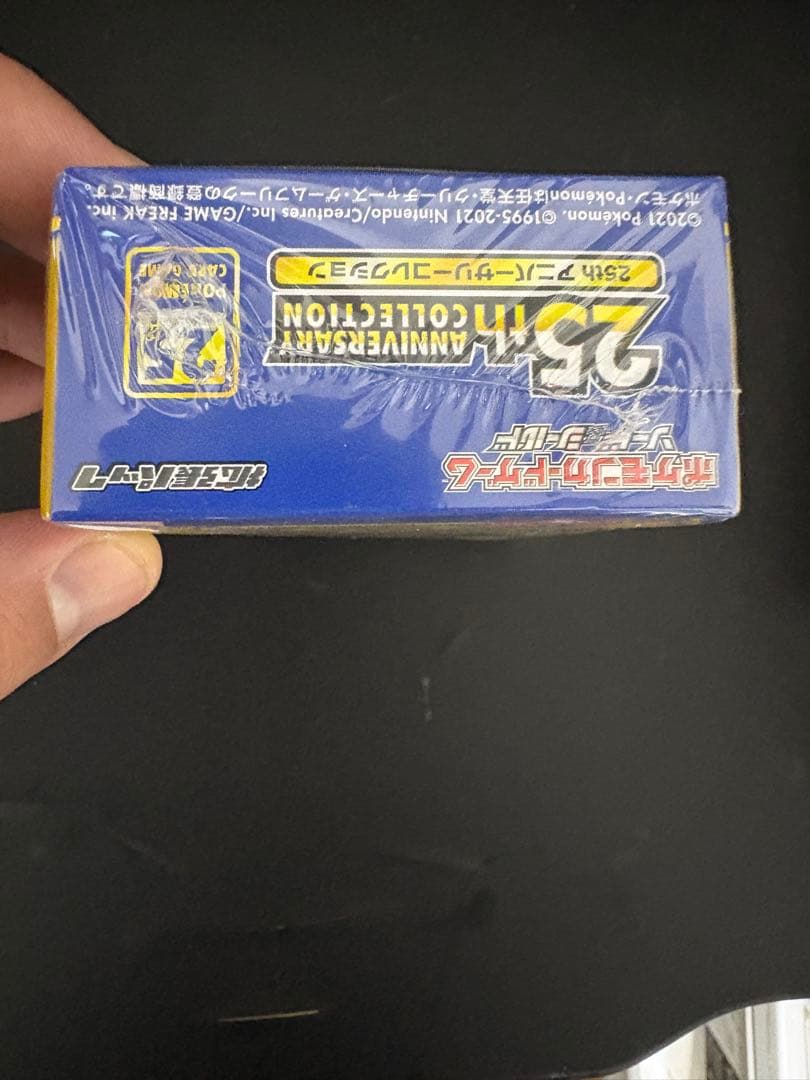 ポケモンカードゲーム
ソード&シールド
拡張パック
25th
ANNIVERSARY
COLLECTION
25th アニバーサリーコレクション
POKÉMON
CARD GAME
©2021 Pokémon. ©1995-2021 Nintendo/Creatures Inc./GAME FREAK inc.
ポケモン・Pokémonは任天堂・クリーチャーズ・ゲームフリークの登録商標です。